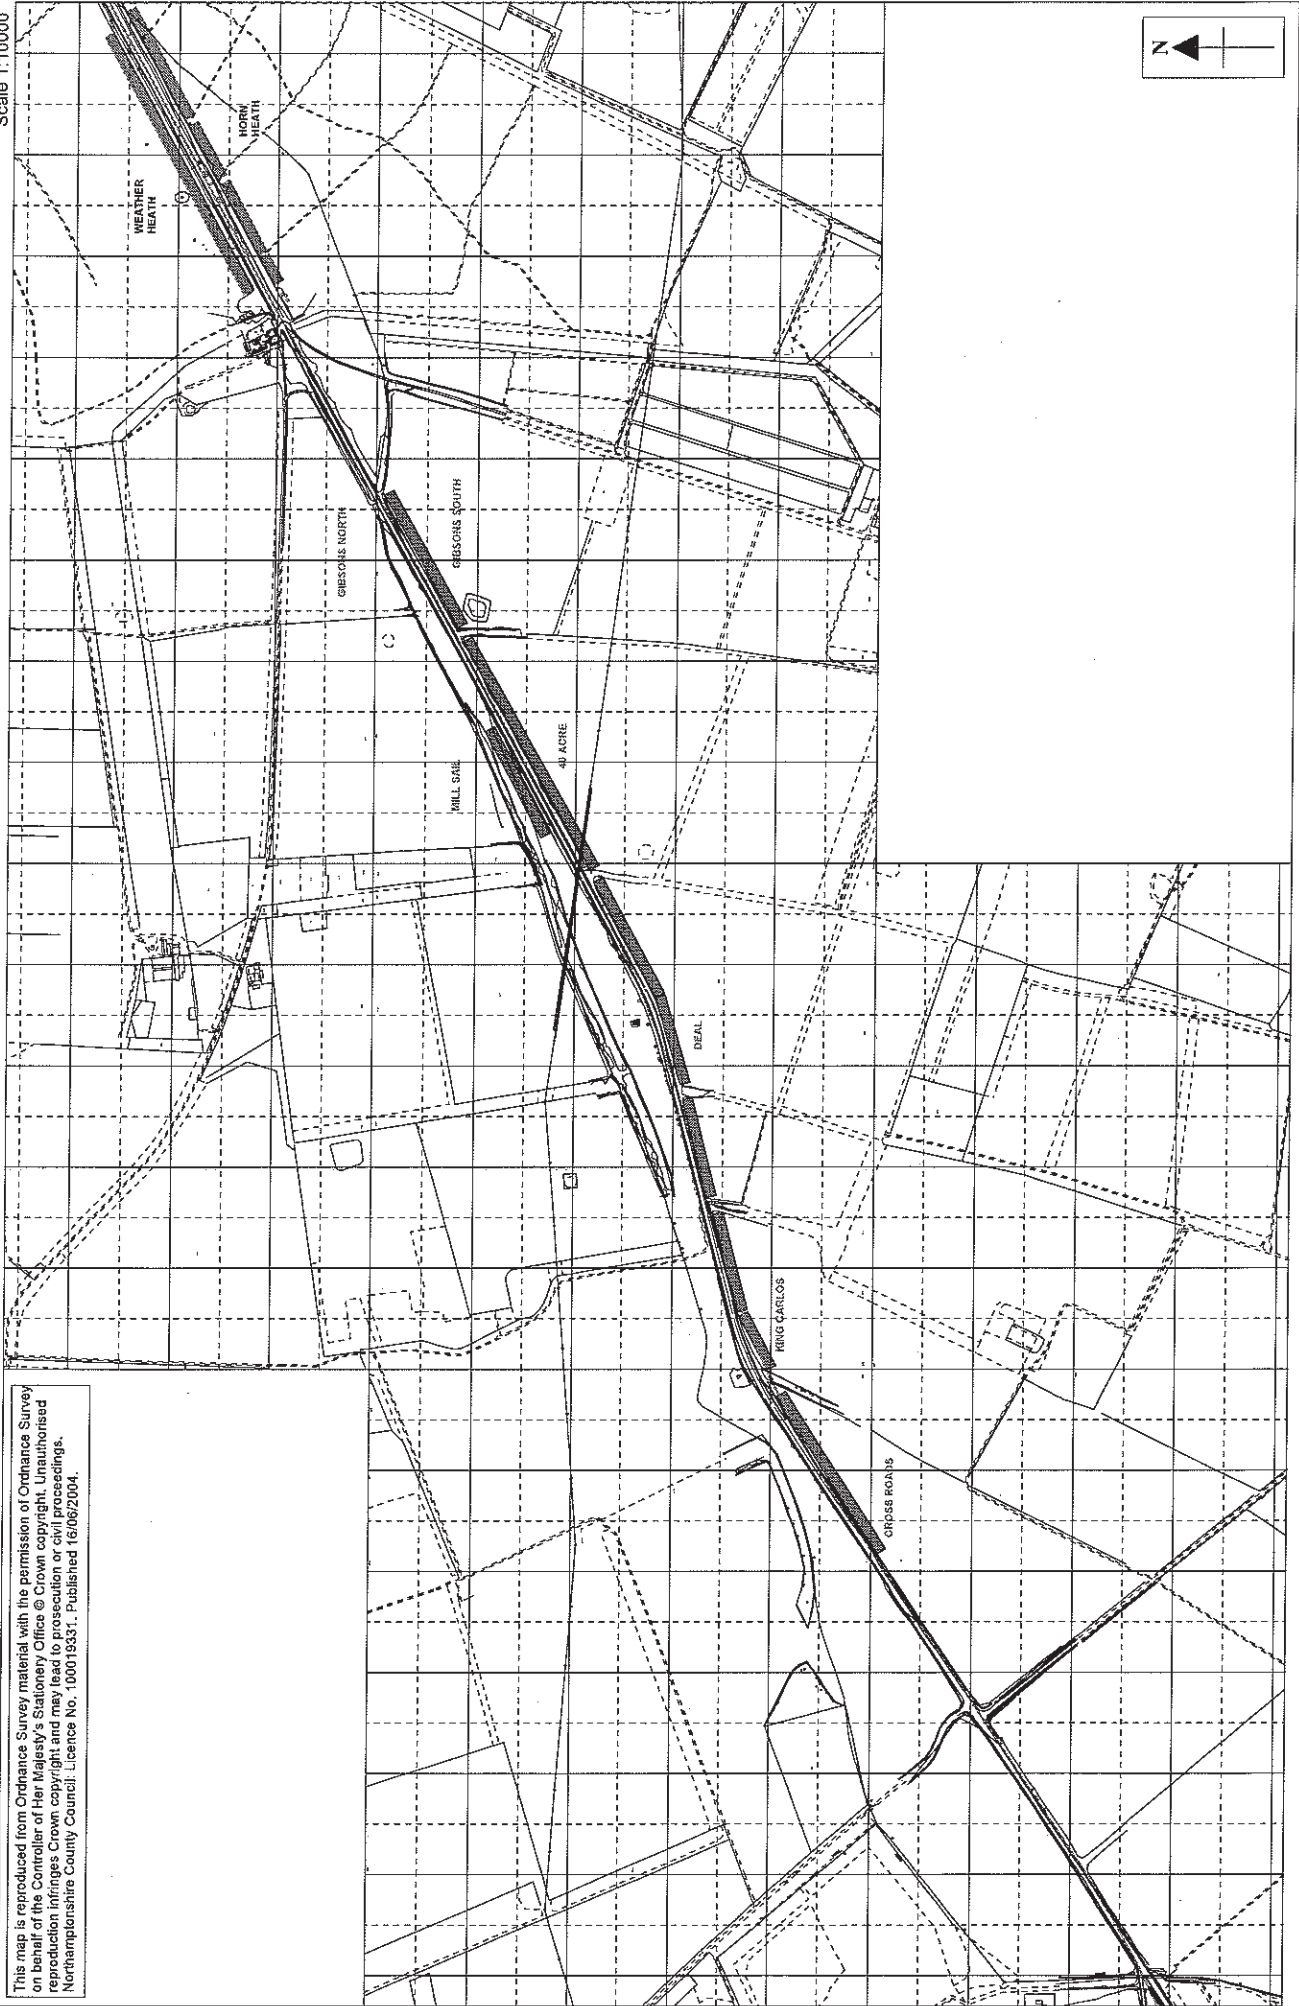 Scale 1:10000
N
WEATHER
HEATH
HORN
HEATH
GIBSONS NORTH
GIBSONS SOUTH
40 ACRE
DEAL
KING CARLOS
CROSS ROADS
This map is reproduced from Ordnance Survey material with the permission of Ordnance Survey
on behalf of the Controller of Her Majesty's Stationery Office © Crown copyright. Unauthorised
reproduction infringes Crown copyright and may lead to prosecution or civil proceedings.
Northamptonshire County Council: Licence No. 100019331. Published 16/06/2004.